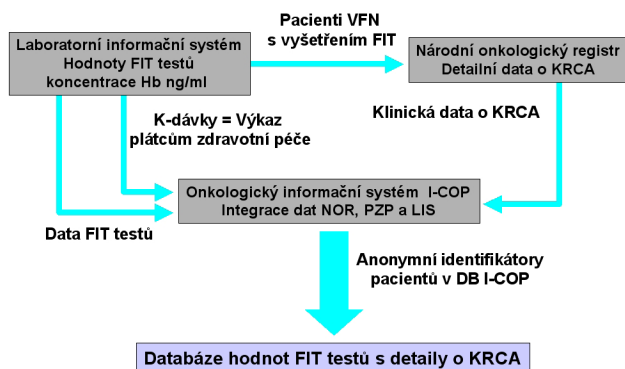 Pacienti VFN
s vyšetřením FIT
Laboratorní informační systém
Hodnoty FIT testů
koncentrace Hb ng/ml
Národní onkologický registr
Detailní data o KRCA
K-dávky = Výkaz
plátcům zdravotní péče
Klinická data o KRCA
Onkologický informační systém I-COP
Integrace dat NOR, PZP a LIS
Data FIT testů
Anonymní identifikátory
pacientů v DB I-COP
Databáze hodnot FIT testů s detaily o KRCA